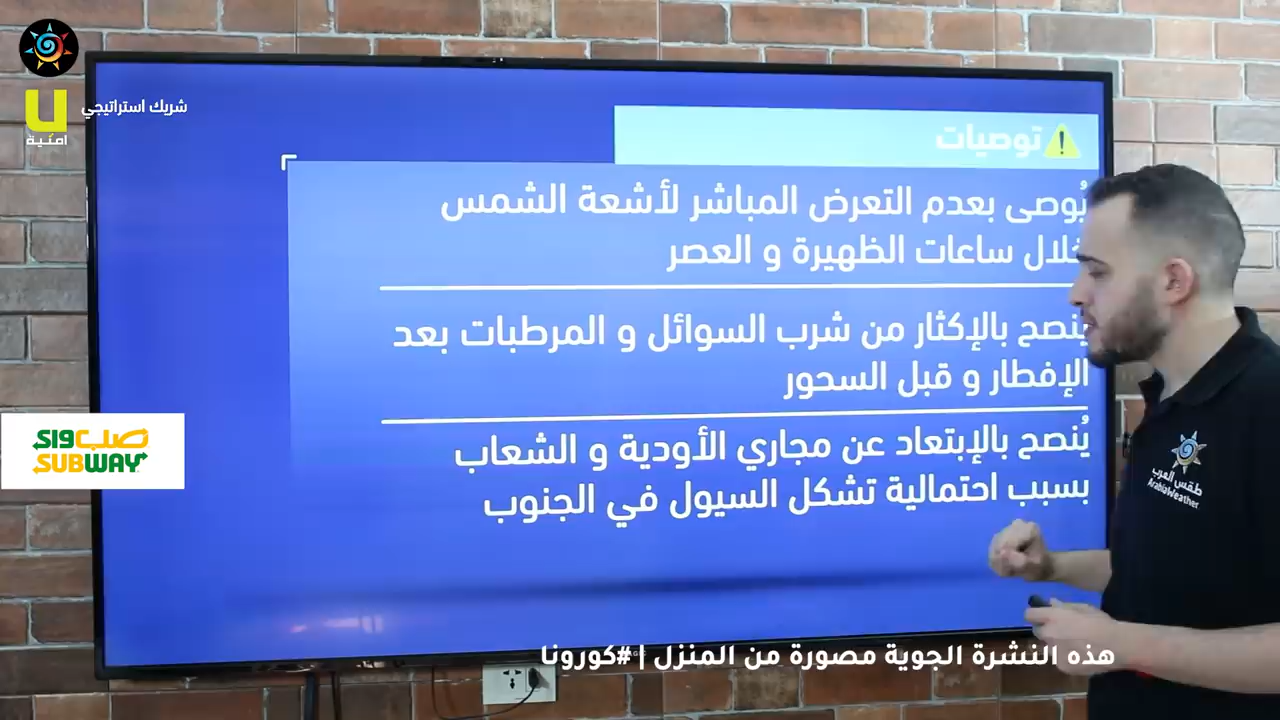 شريك استراتيجي
امنية
توصيات
يُوصى بعدم التعرض المباشر لأشعة الشمس
خلال ساعات الظهيرة و العصر
يُنصح بالإكثار من شرب السوائل و المرطبات بعد
الإفطار و قبل السحور
يُنصح بالإبتعاد عن مجاري الأودية و الشعاب
بسبب احتمالية تشكل السيول في الجنوب
صب واي
SUBWAY
طقس العرب
ArabiaWeather
هذه النشرة الجوية مصورة من المنزل | #كورونا